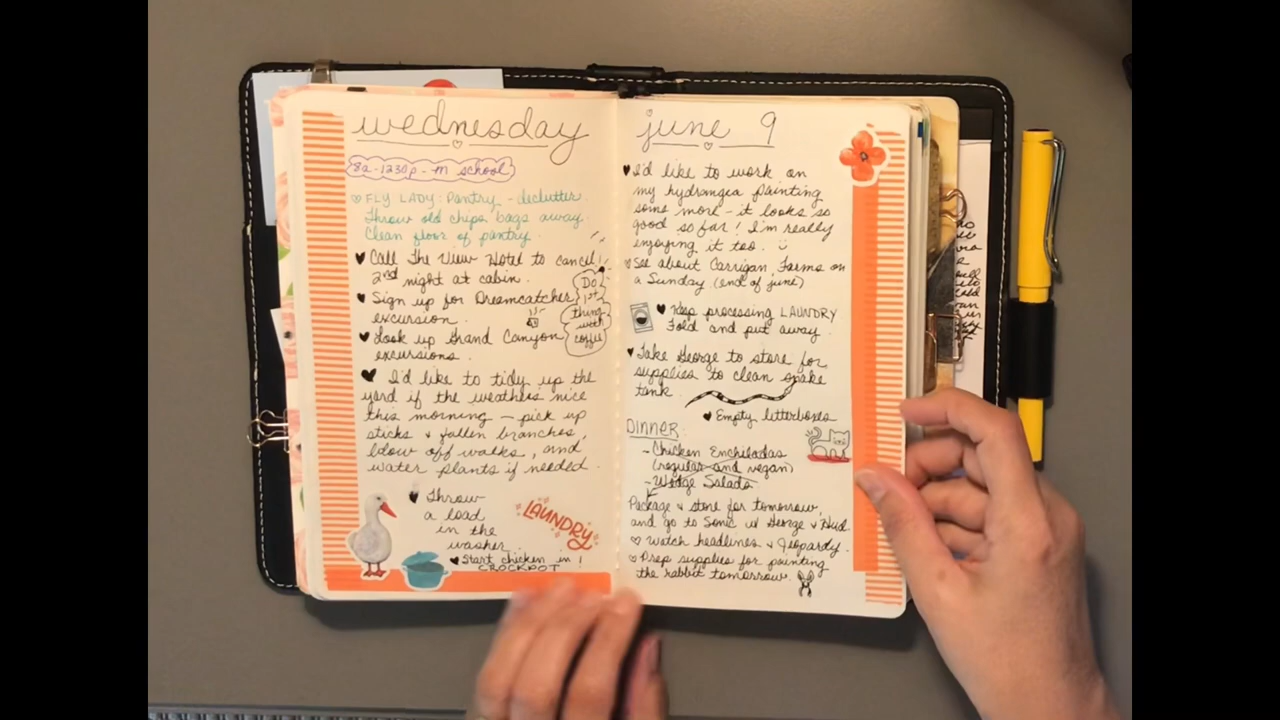 wednesday
8a-1230p - m school
FLY LADY: Pantry - declutter.
Throw old chips bags away.
Clean floor of pantry.
Call The View Hotel to cancel
2nd night at cabin.
Sign up for Dreamcatcher
excursion.
Look up Grand Canyon
excursions.
Do
1st
thing
with
coffee
I'd like to tidy up the
yard if the weather's nice
this morning - pick up
sticks & fallen branches,
blow off walks, and
water plants if needed.
Throw
a load
in the
washer
LAUNDRY
Start chicken in
CROCKPOT!
june 9
I'd like to work on
my hydrangea painting
some more - it looks so
good so far! I'm really
enjoying it too.
See about Carrigan Farms on
a Sunday (end of june)
Keep processing LAUNDRY
Fold and put away.
Take George to store for
supplies to clean snake
tank.
Empty litterboxes
DINNER:
- Chicken Enchiladas
(regular and vegan)
- Wedge Salads
Package & store for tomorrow,
and go to Sonic w/ George &
Watch headlines & Jeopardy.
Prep supplies for painting
the rabbit tomorrow.